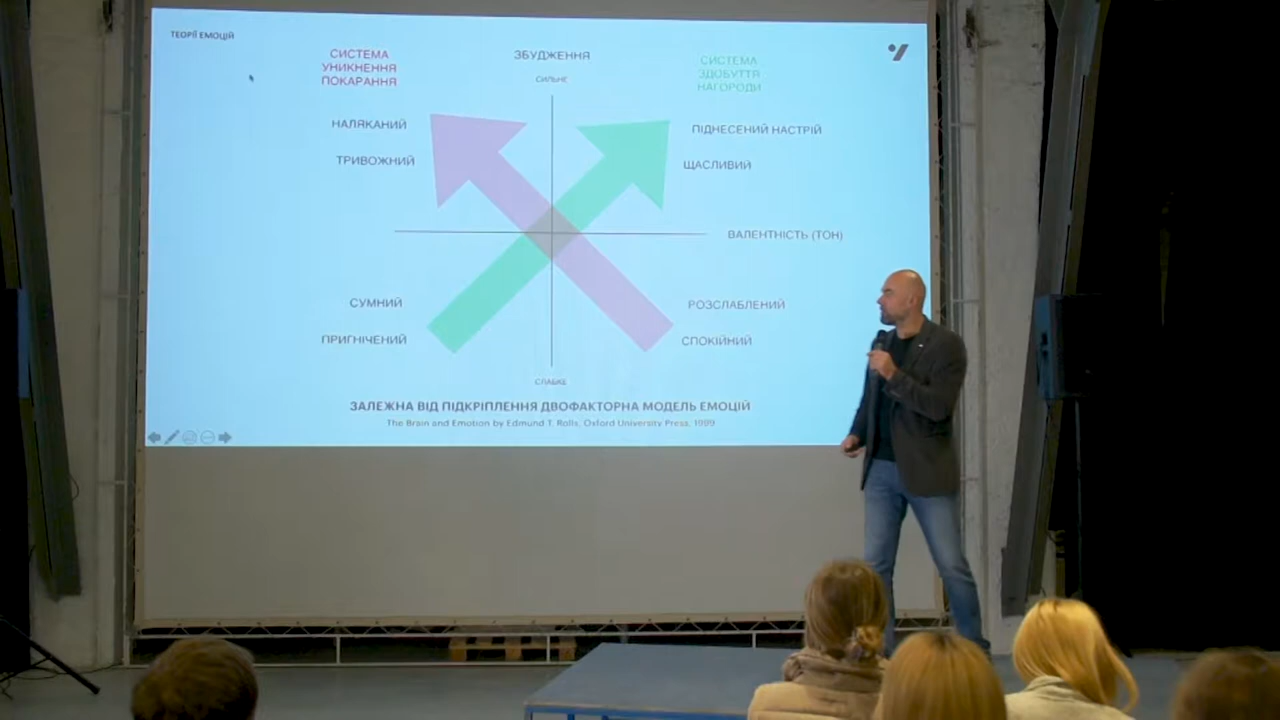 ТЕОРІЇ ЕМОЦІЙ
СИСТЕМА
УНИКНЕННЯ
ПОКАРАННЯ
ЗБУДЖЕННЯ
СИЛЬНЕ
СИСТЕМА
ЗДОБУТТЯ
НАГОРОДИ
НАЛЯКАНИЙ
ПІДНЕСЕНИЙ НАСТРІЙ
ТРИВОЖНИЙ
ЩАСЛИВИЙ
ВАЛЕНТНІСТЬ (ТОН)
СУМНИЙ
РОЗСЛАБЛЕНИЙ
ПРИГНІЧЕНИЙ
СПОКІЙНИЙ
СЛАБКЕ
ЗАЛЕЖНА ВІД ПІДКРІПЛЕННЯ ДВОФАКТОРНА МОДЕЛЬ ЕМОЦІЙ
The Brain and Emotion by Edmund T. Rolls, Oxford University Press, 1999